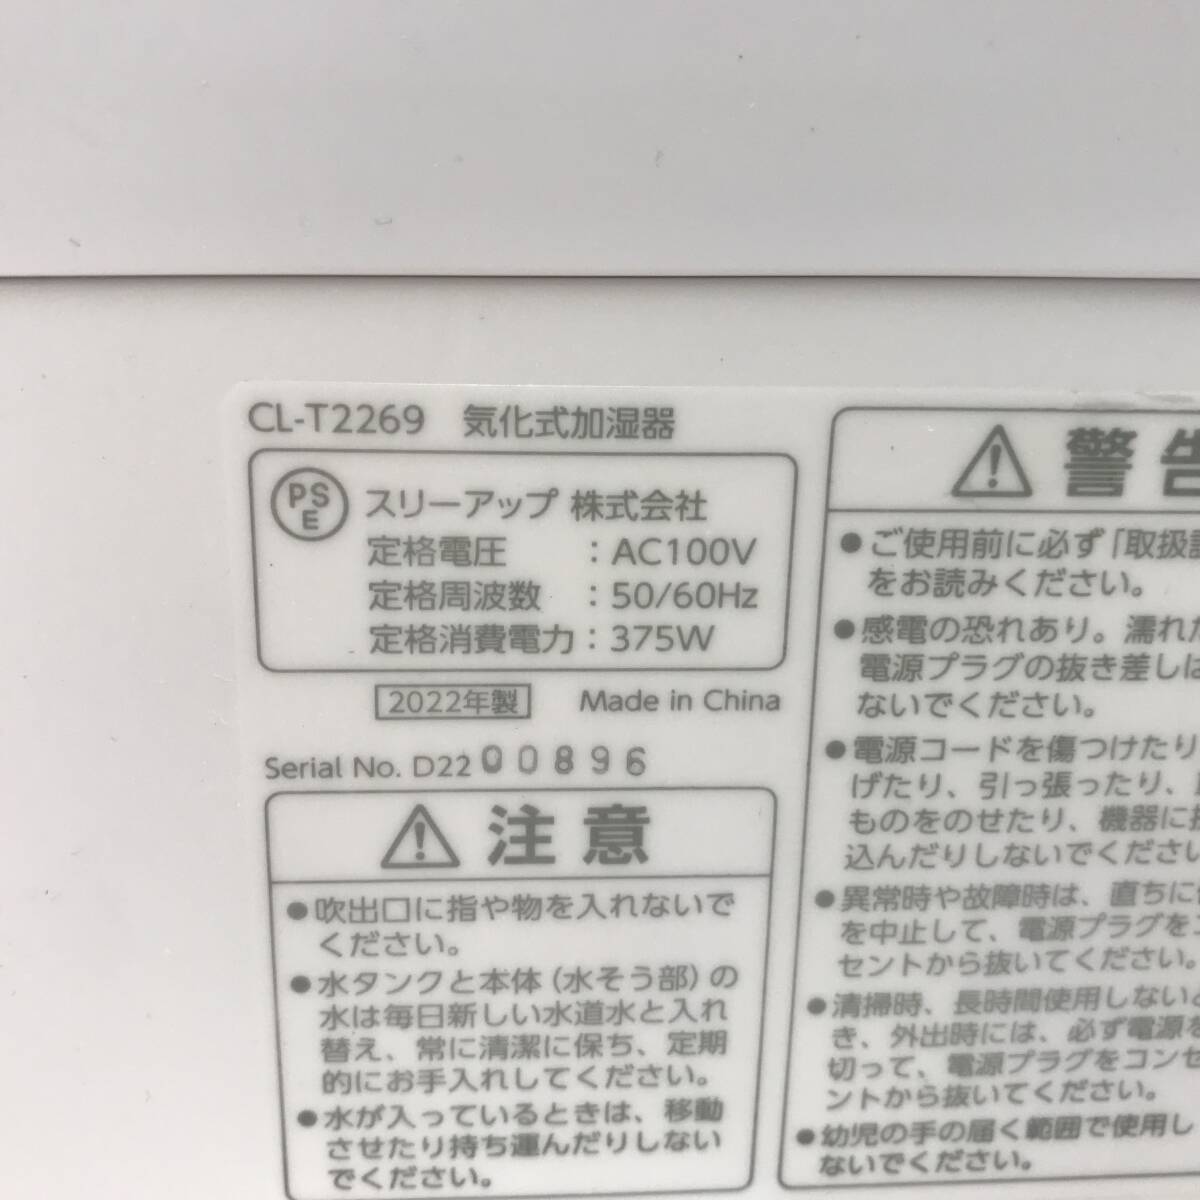 CL-T2269 気化式加湿器
PSE
スリーアップ 株式会社
定格電圧 : AC100V
定格周波数 : 50/60Hz
定格消費電力 : 375W
2022年製 Made in China
Serial No. D2200896
注意
●吹出口に指や物を入れないで
ください。
●水タンクと本体(水そう部)の
水は毎日新しい水道水と入れ
替え、常に清潔に保ち、定期
的にお手入れしてください。
●水が入っているときは、移動
させたり持ち運んだりしない
でください。
警告
●ご使用前に必ず「取扱説
をお読みください。
●感電の恐れあり。濡れた
電源プラグの抜き差しは
ないでください。
●電源コードを傷つけたり
げたり、引っ張ったり、
ものをのせたり、機器に
込んだりしないでください
●異常時や故障時は、直ちに使
を中止して、電源プラグをコ
セントから抜いてください。
●清掃時、長時間使用しないと
き、外出時には、必ず電源を
切って、電源プラグをコンセ
ントから抜いてください。
●幼児の手の届く範囲で使用し
ないでください。